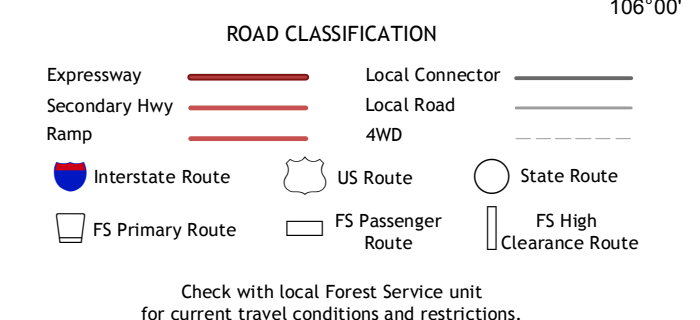 106°00'
ROAD CLASSIFICATION
Expressway
Local Connector
Secondary Hwy
Local Road
Ramp
4WD
Interstate Route
US Route
State Route
FS Primary Route
FS Passenger
Route
FS High
Clearance Route
Check with local Forest Service unit
for current travel conditions and restrictions.